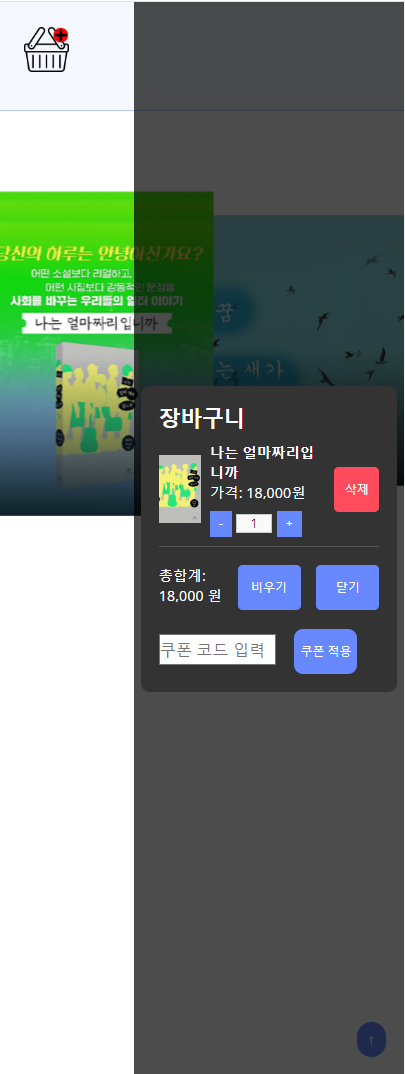 당신의 하루는 안녕하신가요?
어떤 소설보다 리얼하고,
어떤 시집보다 감동적인 문장들
사회를 바꾸는 우리들의 일터 이야기
나는 얼마짜리입니까
꿈
는 새가
장바구니
나는 얼마짜리입
니까
가격: 18,000원
삭제
- 1 +
총합계:
18,000 원
비우기
닫기
쿠폰 코드 입력
쿠폰 적용
↑